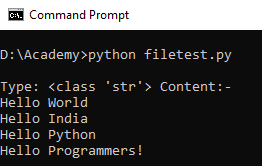 Command Prompt
D:\Academy>python filetest.py
Type: <class 'str'> Content:-
Hello World
Hello India
Hello Python
Hello Programmers!